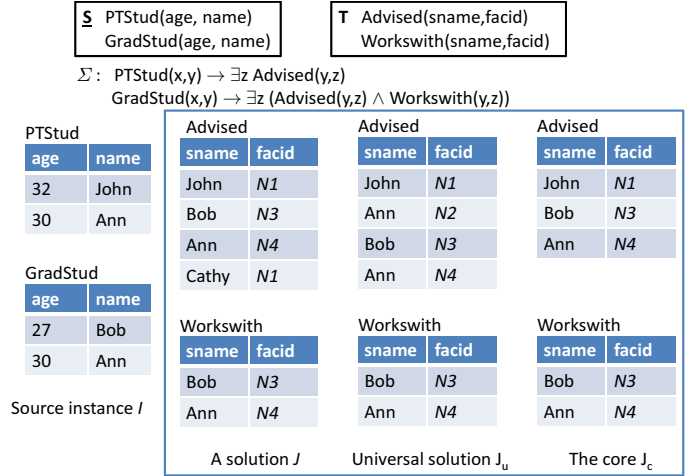 S PTStud(age, name)
GradStud(age, name)
T Advised(sname,facid)
Workswith(sname,facid)
Σ : PTStud(x,y) → ∃z Advised(y,z)
GradStud(x,y) → ∃z (Advised(y,z) ∧ Workswith(y,z))
PTStud
age name
32 John
30 Ann
GradStud
age name
27 Bob
30 Ann
Source instance I
Advised
sname facid
John N1
Bob N3
Ann N4
Cathy N1
Workswith
sname facid
Bob N3
Ann N4
A solution J
Advised
sname facid
John N1
Ann N2
Bob N3
Ann N4
Workswith
sname facid
Bob N3
Ann N4
Universal solution Ju
Advised
sname facid
John N1
Bob N3
Ann N4
Workswith
sname facid
Bob N3
Ann N4
The core Jc